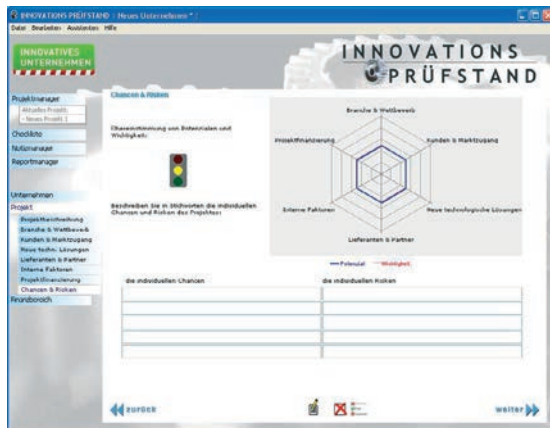 INNOVATIONS PRÜFSTAND - [Neues Unternehmen *]
Datei Bearbeiten Assistenten Hilfe
INNOVATIVES
UNTERNEHMEN
INNOVATIONS
PRÜFSTAND
Projektmanager
Aktuelles Projekt:
- Neues Projekt 1
Checkliste
Notizmanager
Reportmanager
Unternehmen
Projekt
Projektbeschreibung
Branche & Wettbewerb
Kunden & Marktzugang
Neue techn. Lösungen
Lieferanten & Partner
Interne Faktoren
Projektfinanzierung
Chancen & Risiken
Finanzbereich
Chancen & Risiken
Übereinstimmung von Potenzialen und
Wichtigkeit:
Beschreiben Sie in Stichworten die individuellen
Chancen und Risiken des Projektes:
Branche & Wettbewerb
Projektfinanzierung
Kunden & Marktzugang
Interne Faktoren
Neue technologische Lösungen
Lieferanten & Partner
Potenzial Wichtigkeit
die individuellen Chancen
die individuellen Risiken
zurück
weiter